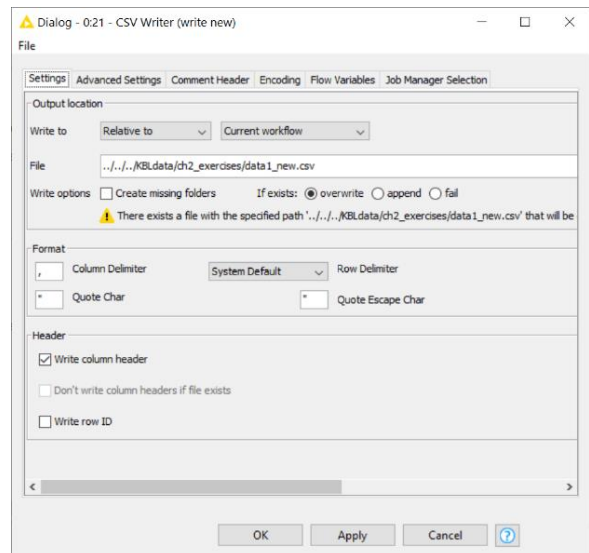 Dialog - 0:21 - CSV Writer (write new)
File
Settings Advanced Settings Comment Header Encoding Flow Variables Job Manager Selection
Output location
Write to Relative to Current workflow
File ../../../KBLdata/ch2_exercises/data1_new.csv
Write options Create missing folders If exists: overwrite append fail
There exists a file with the specified path '../../../KBLdata/ch2_exercises/data1_new.csv' that will be
Format
, Column Delimiter System Default Row Delimiter
" Quote Char " Quote Escape Char
Header
Write column header
Don't write column headers if file exists
Write row ID
OK Apply Cancel ?